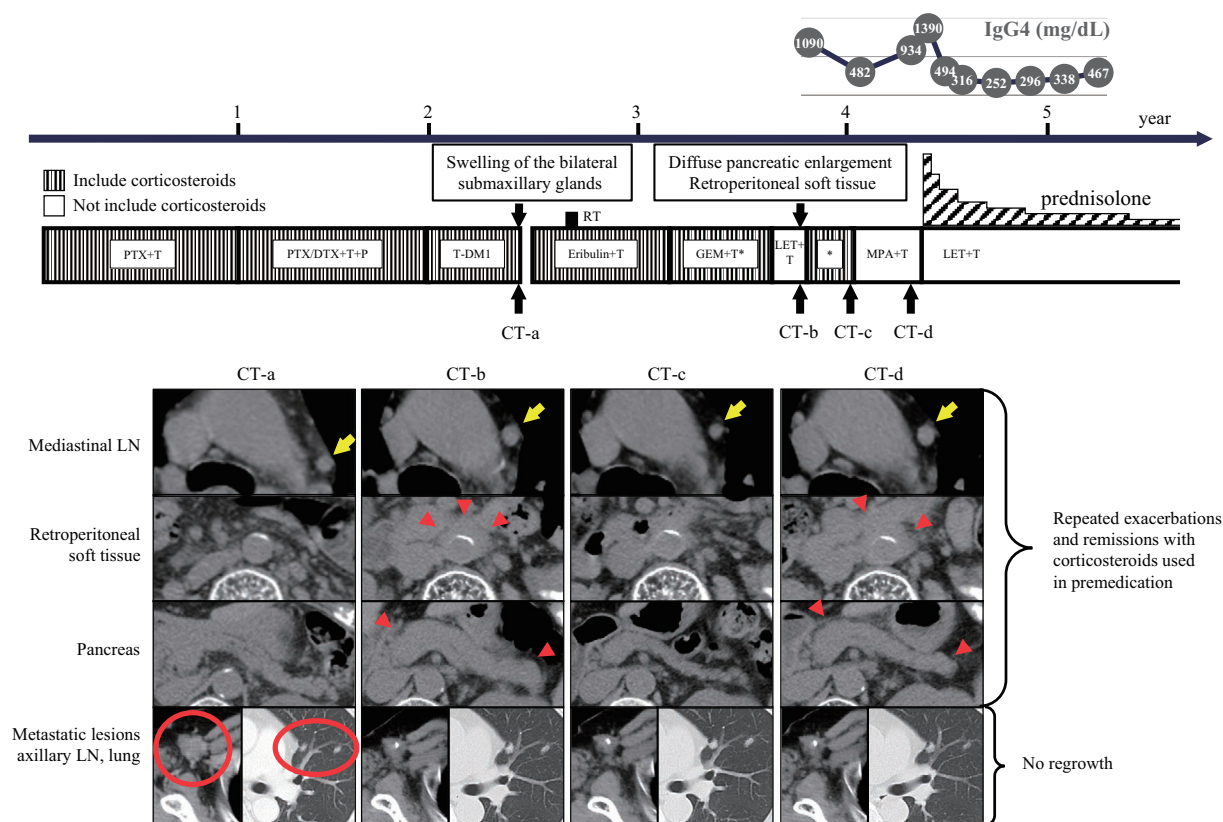 IgG4 (mg/dL)
1090
482
934
1390
494
316
252
296
338
467
1
2
3
4
5
year
Swelling of the bilateral
submaxillary glands
Diffuse pancreatic enlargement
Retroperitoneal soft tissue
Include corticosteroids
Not include corticosteroids
RT
prednisolone
PTX+T
PTX/DTX+T+P
T-DM1
Eribulin+T
GEM+T*
LET+
T
*
MPA+T
LET+T
CT-a
CT-b
CT-c
CT-d
CT-a
CT-b
CT-c
CT-d
Mediastinal LN
Retroperitoneal
soft tissue
Pancreas
Metastatic lesions
axillary LN, lung
Repeated exacerbations
and remissions with
corticosteroids used
in premedication
No regrowth